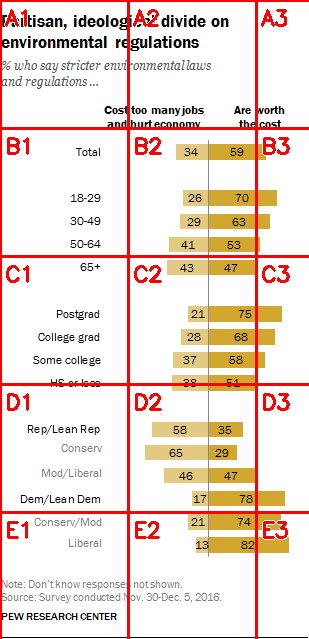 Partisan, ideological divide on
environmental regulations
% who say stricter environmental laws
and regulations ...
Cost too many jobs and hurt economy
Are worth the cost
Total 34 59
18-29 26 70
30-49 29 63
50-64 41 53
65+ 43 47
Postgrad 21 75
College grad 28 68
Some college 37 58
HS or less 38 51
Rep/Lean Rep 58 35
Conserv 65 29
Mod/Liberal 46 47
Dem/Lean Dem 17 78
Conserv/Mod 21 74
Liberal 13 82
Note: Don't know responses not shown.
Source: Survey conducted Nov. 30-Dec. 5, 2016.
PEW RESEARCH CENTER
A1 A2 A3
B1 B2 B3
C1 C2 C3
D1 D2 D3
E1 E2 E3